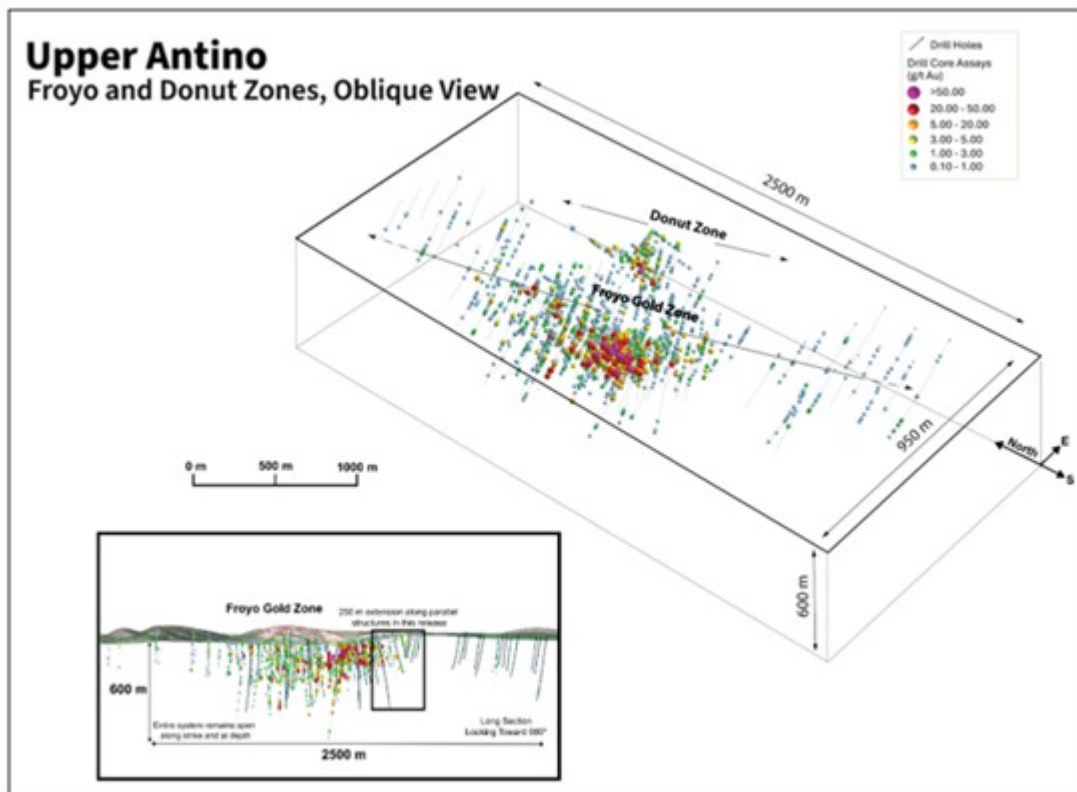 Upper Antino
Froyo and Donut Zones, Oblique View
Drill Holes
Drill Core Assays
(g/t Au)
>50.00
20.00 - 50.00
5.00 - 20.00
3.00 - 5.00
1.00 - 3.00
0.10 - 1.00
2500 m
Donut Zone
Froyo Gold Zone
950 m
North
E
S
600 m
0 m 500 m 1000 m
Froyo Gold Zone
250 m extension along parallel
structures in this release
600 m
Entire system remains open
along strike and at depth
Long Section
Looking Toward
2500 m